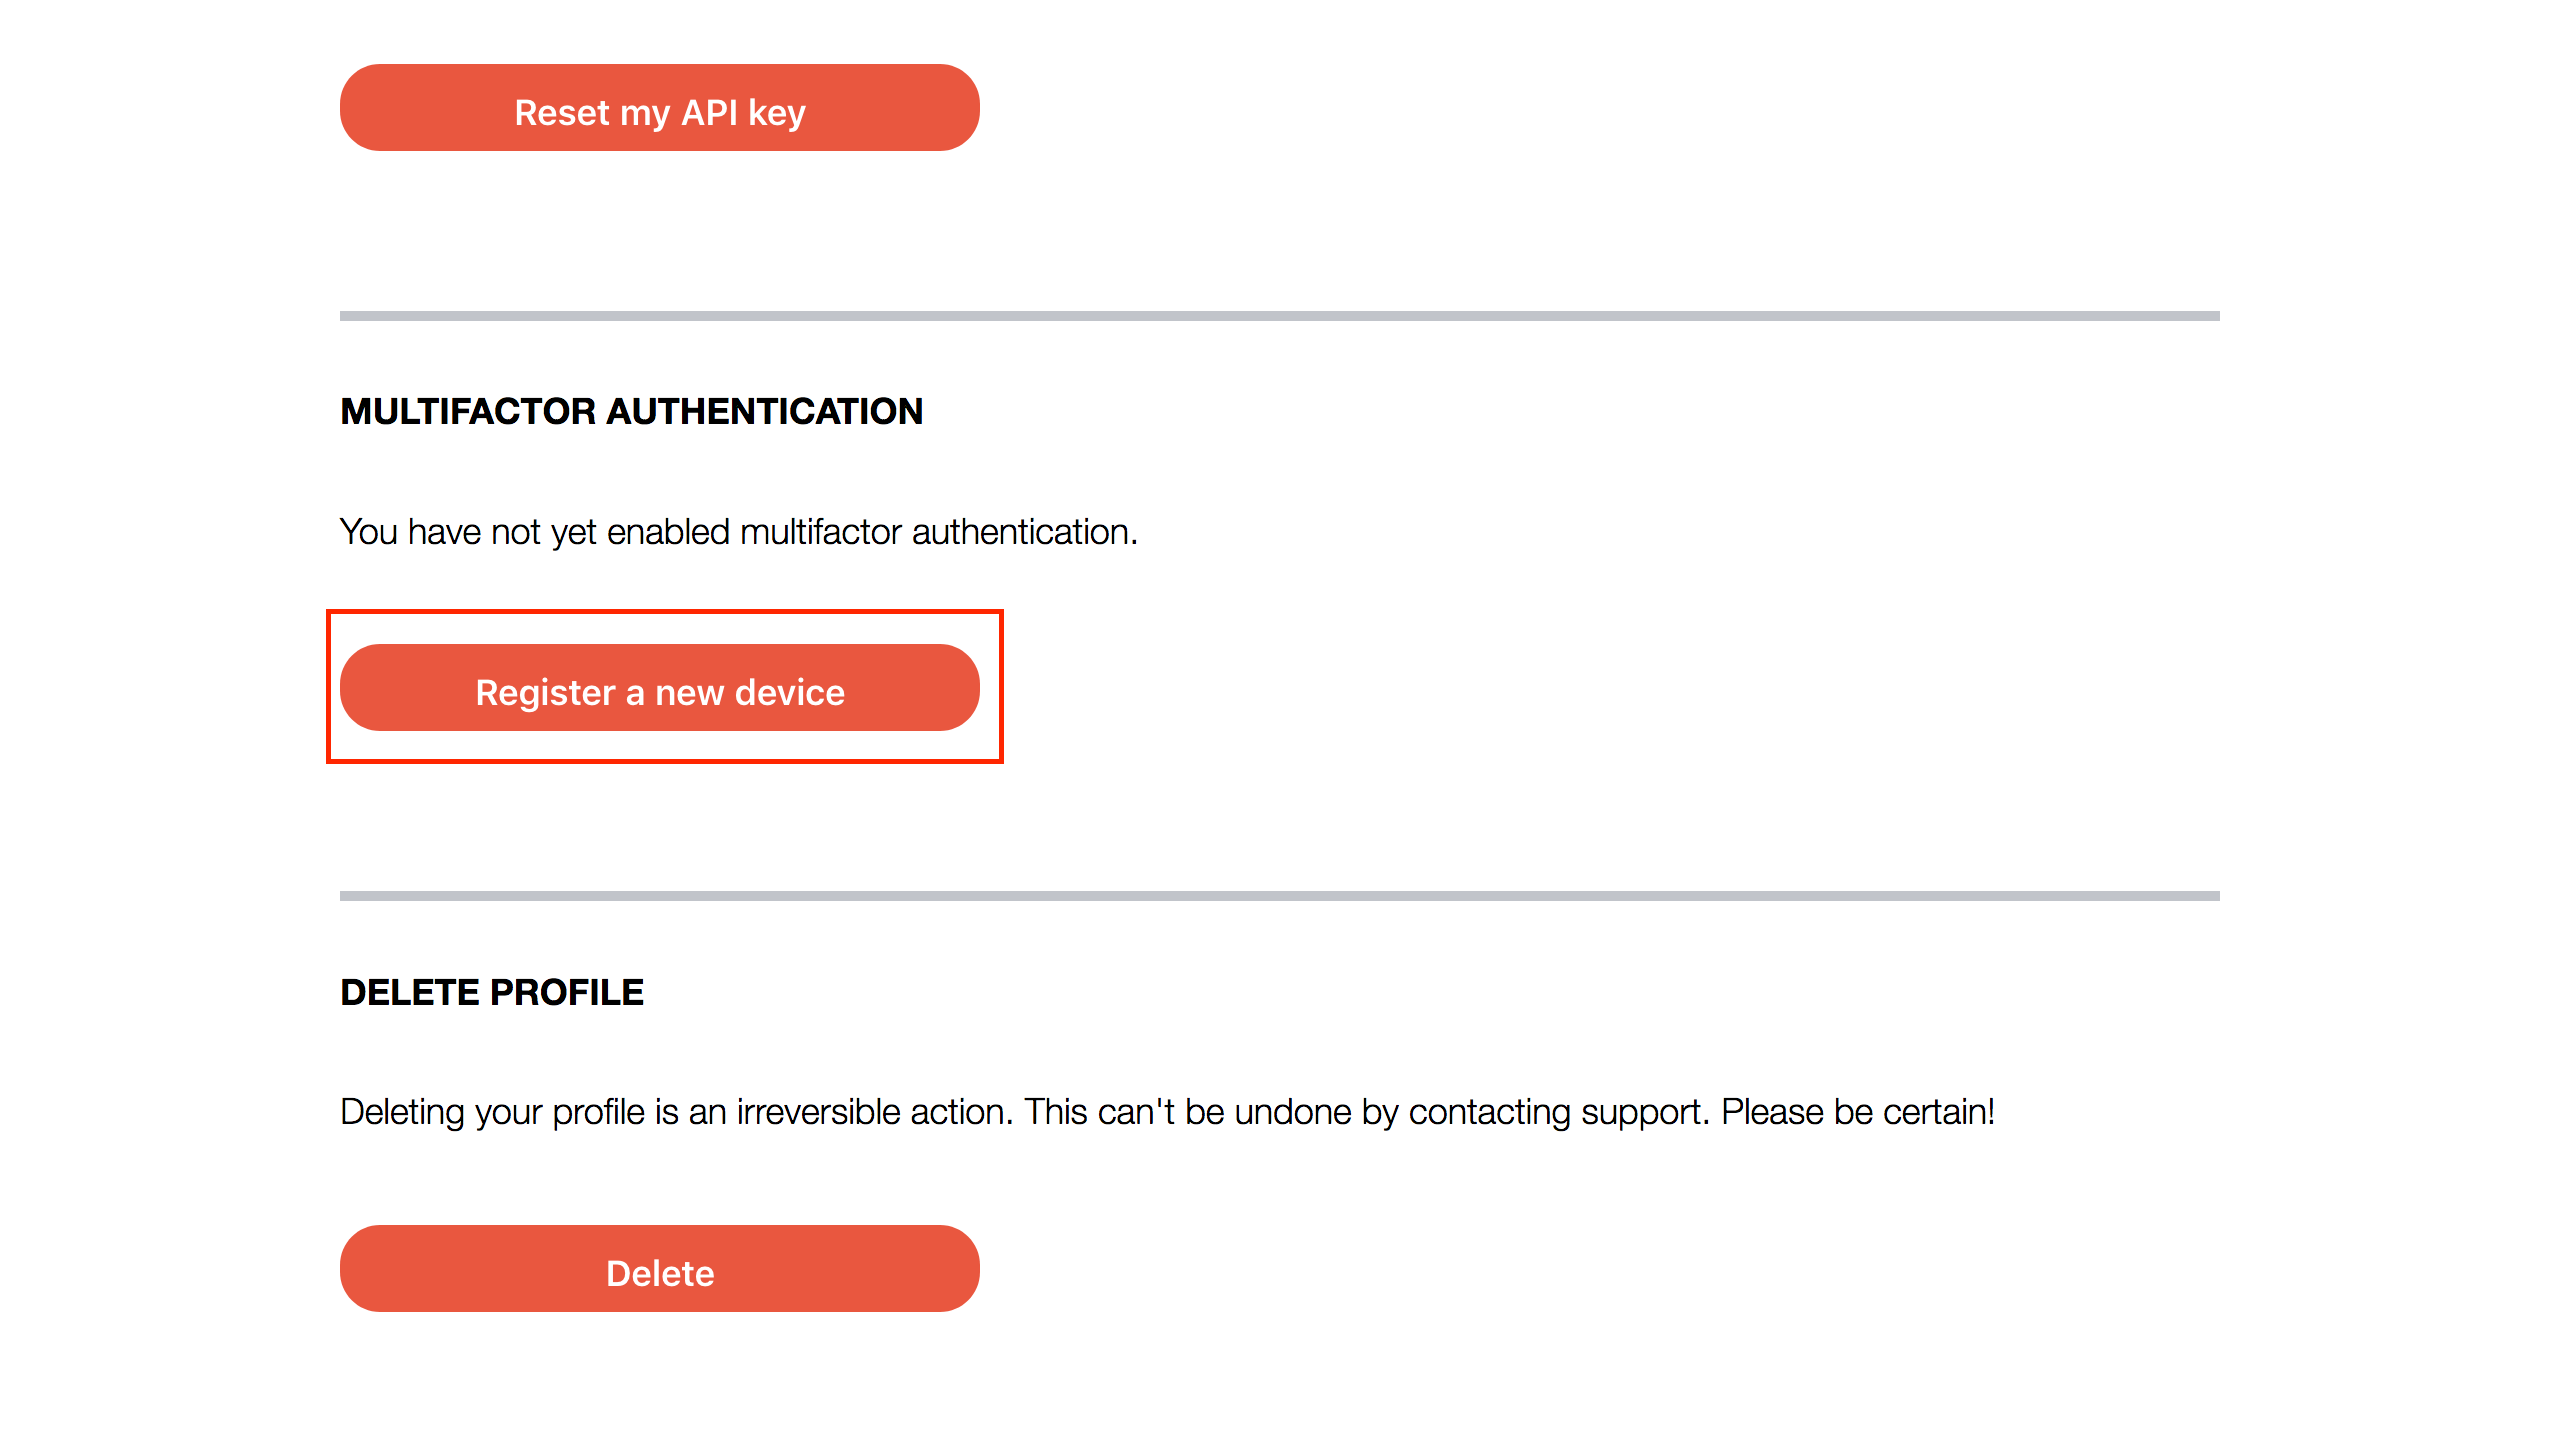 Reset my API key
MULTIFACTOR AUTHENTICATION
You have not yet enabled multifactor authentication.
Register a new device
DELETE PROFILE
Deleting your profile is an irreversible action. This can't be undone by contacting support. Please be certain!
Delete